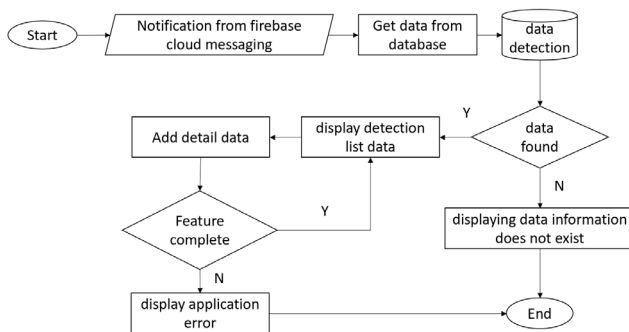 Start
Notification from firebase
cloud messaging
Get data from
database
data
detection
Y
Add detail data
display detection
list data
data
found
N
Feature
complete
Y
displaying data information
does not exist
N
display application
error
End